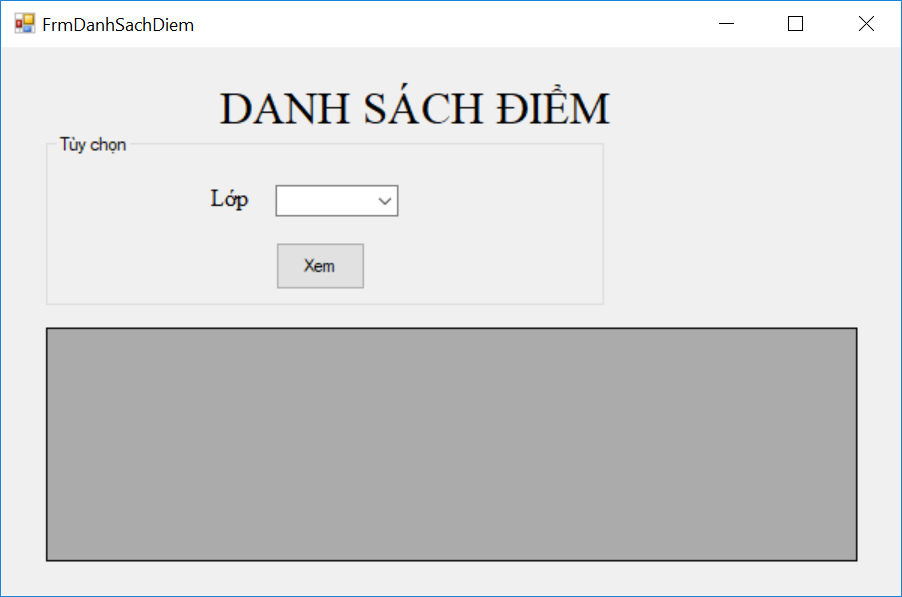 FrmDanhSachDiem
DANH SÁCH ĐIỂM
Tùy chọn
Lớp
Xem